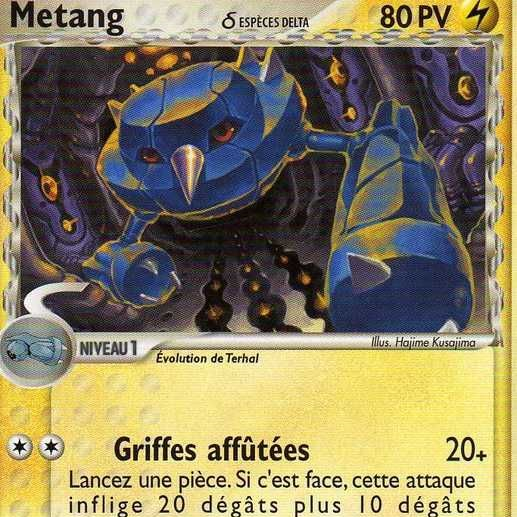 Metang δ ESPÈCES DELTA 80 PV
Illus. Hajime Kusajima
NIVEAU 1
Évolution de Terhal
Griffes affûtées 20+
Lancez une pièce. Si c'est face, cette attaque
inflige 20 dégâts plus 10 dégâts